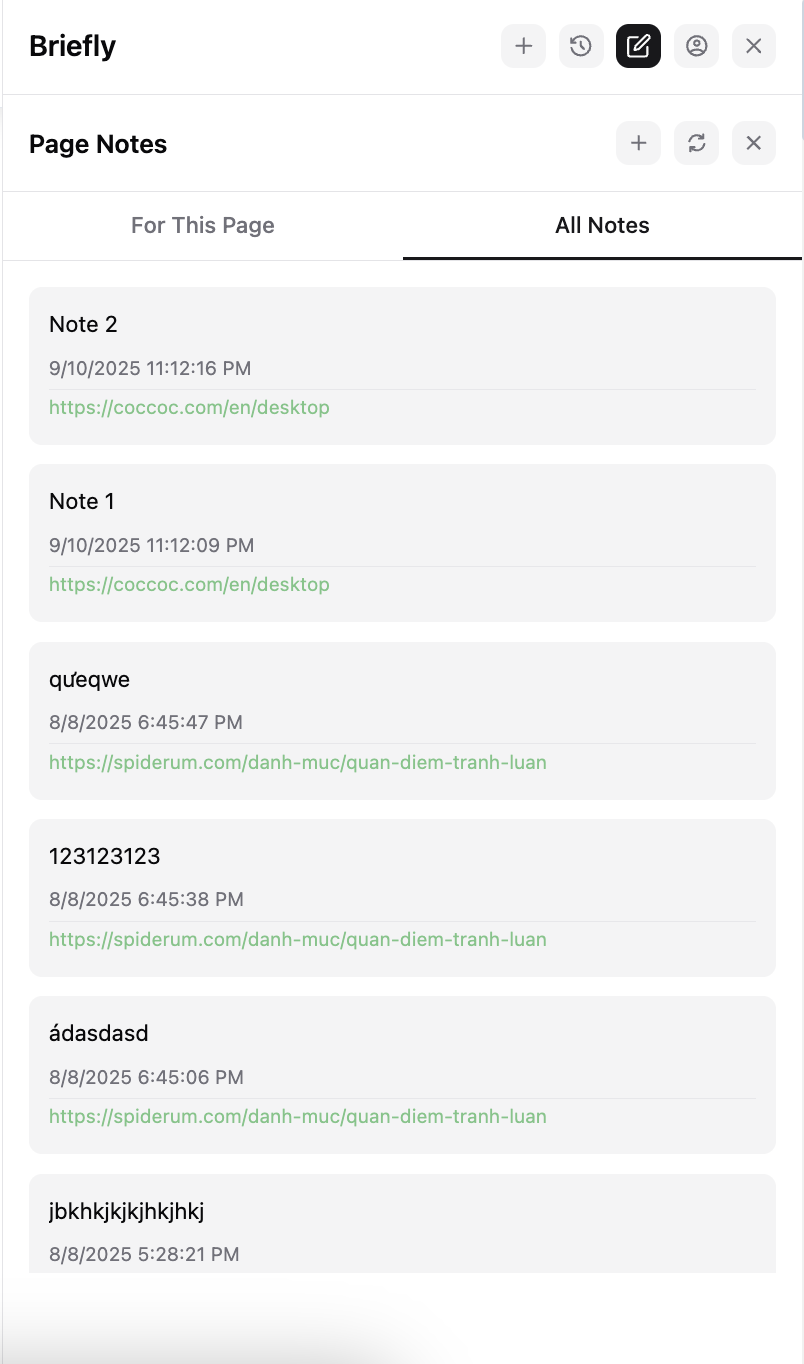 Briefly
Page Notes
For This Page
All Notes
Note 2
9/10/2025 11:12:16 PM
https://coccoc.com/en/desktop
Note 1
9/10/2025 11:12:09 PM
https://coccoc.com/en/desktop
qưeqwe
8/8/2025 6:45:47 PM
https://spiderum.com/danh-muc/quan-diem-tranh-luan
123123123
8/8/2025 6:45:38 PM
https://spiderum.com/danh-muc/quan-diem-tranh-luan
ádasdasd
8/8/2025 6:45:06 PM
https://spiderum.com/danh-muc/quan-diem-tranh-luan
jbkhkjkjkjhkjhkj
8/8/2025 5:28:21 PM